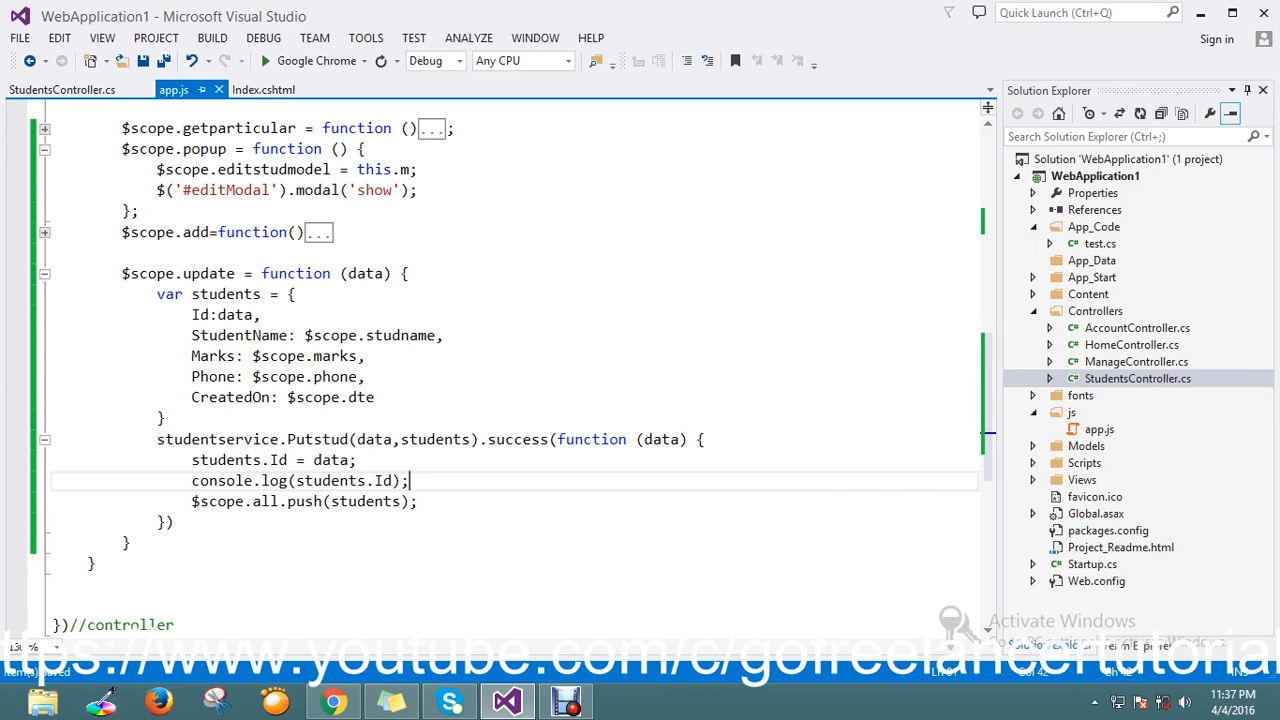 WebApplication1 - Microsoft Visual Studio
Quick Launch (Ctrl+Q)
FILE EDIT VIEW PROJECT BUILD DEBUG TEAM TOOLS TEST ANALYZE WINDOW HELP
Sign in
Google Chrome Debug Any CPU
StudentsController.cs app.js Index.cshtml
$scope.getparticular = function ()...;
$scope.popup = function () {
$scope.editstudmodel = this.m;
$('#editModal').modal('show');
};
$scope.add=function()...
$scope.update = function (data) {
var students = {
Id:data,
StudentName: $scope.studname,
Marks: $scope.marks,
Phone: $scope.phone,
CreatedOn: $scope.dte
}
studentservice.Putstud(data,students).success(function (data) {
students.Id = data;
console.log(students.Id);
$scope.all.push(students);
})
}
}
})//controller
130 %
Solution Explorer
Search Solution Explorer (Ctrl+;)
Solution 'WebApplication1' (1 project)
WebApplication1
Properties
References
App_Code
test.cs
App_Data
App_Start
Content
Controllers
AccountController.cs
HomeController.cs
ManageController.cs
StudentsController.cs
fonts
js
app.js
Models
Scripts
Views
favicon.ico
Global.asax
packages.config
Project_Readme.html
Startup.cs
Web.config
Activate Windows
ttps://www.youtube.com/c/gofreelancertutorial
11:37 PM
4/4/2016